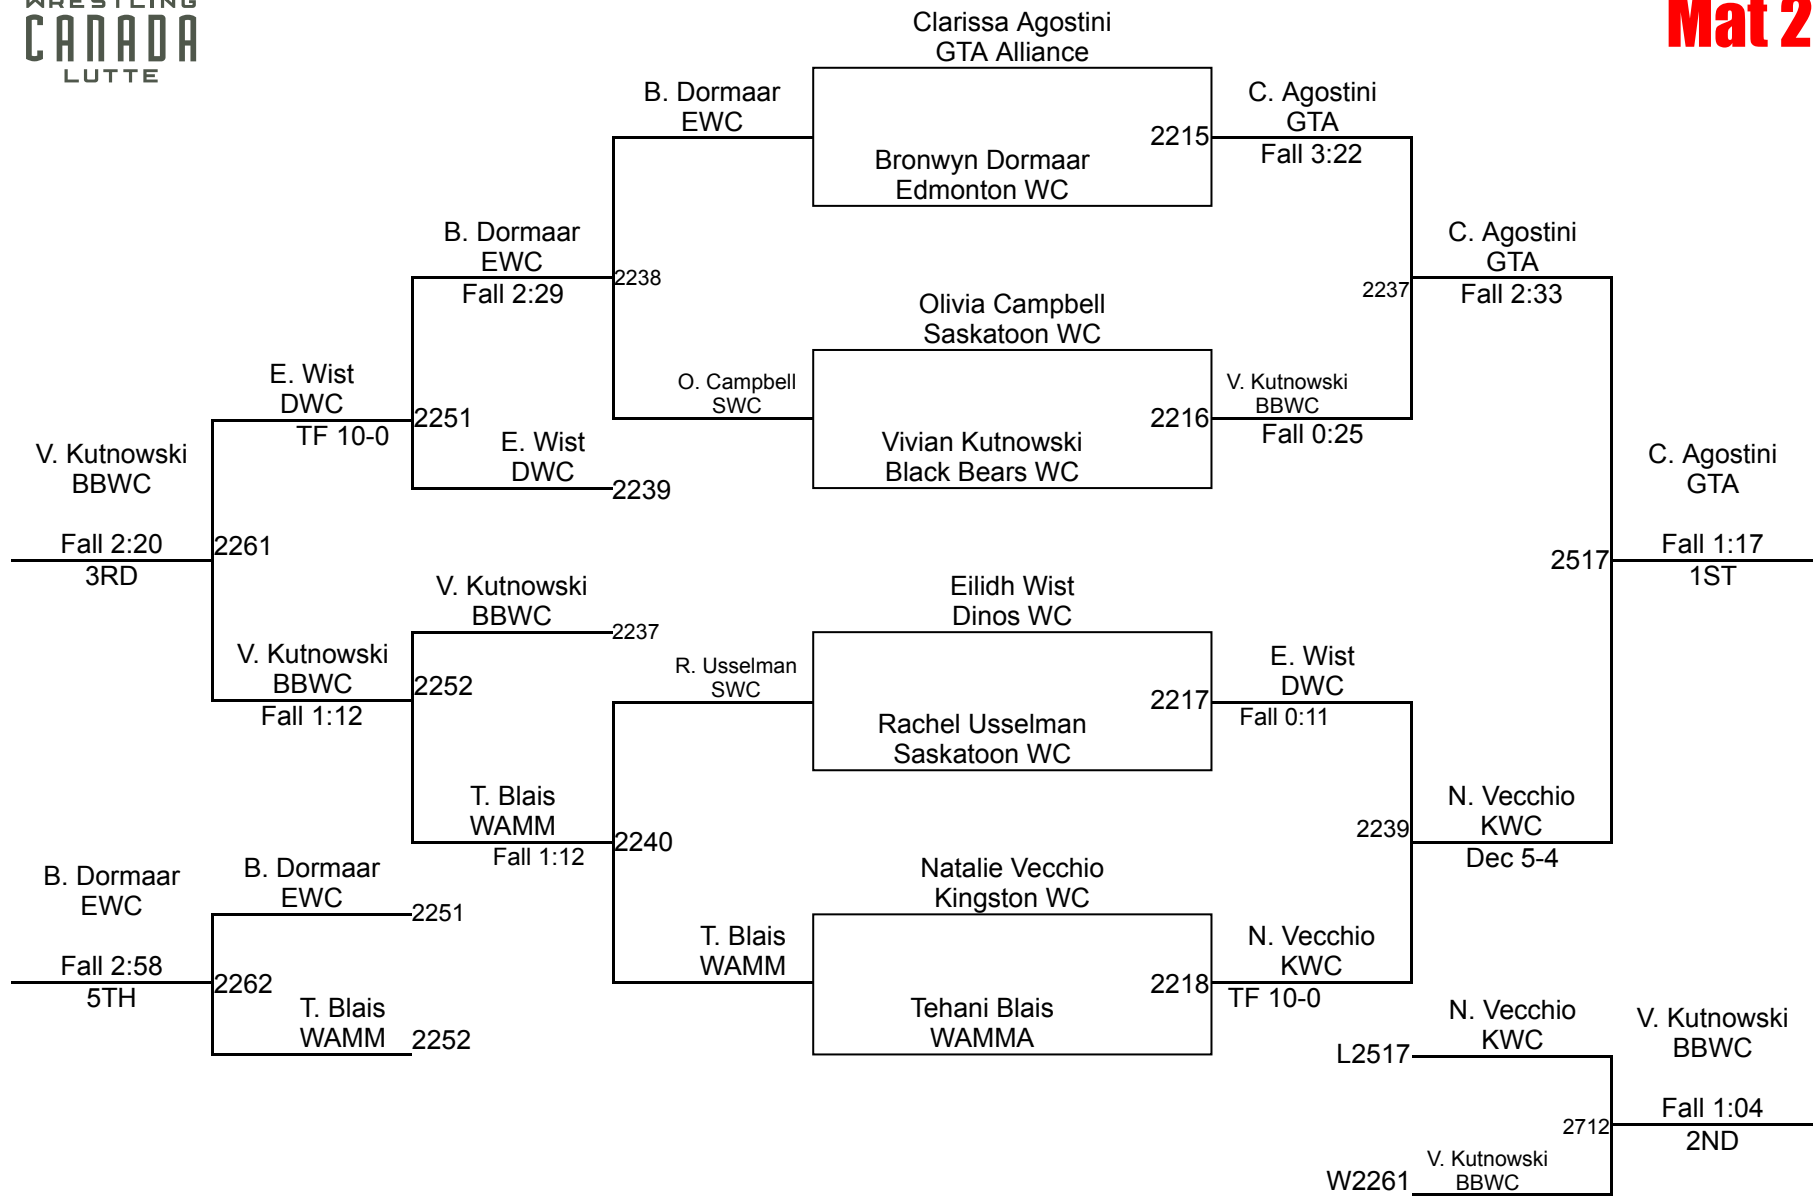 WRESTLING
CANADA
LUTTE
Mat 2
Clarissa Agostini
GTA Alliance
B. Dormaar
EWC
2215
C. Agostini
GTA
Fall 3:22
Bronwyn Dormaar
Edmonton WC
B. Dormaar
EWC
Fall 2:29
2238
C. Agostini
GTA
Fall 2:33
2237
Olivia Campbell
Saskatoon WC
O. Campbell
SWC
2216
V. Kutnowski
BBWC
Fall 0:25
Vivian Kutnowski
Black Bears WC
E. Wist
DWC
TF 10-0
2251
E. Wist
DWC
2239
V. Kutnowski
BBWC
Fall 2:20
3RD
2261
C. Agostini
GTA
2517
Fall 1:17
1ST
V. Kutnowski
BBWC
2237
Eilidh Wist
Dinos WC
V. Kutnowski
BBWC
Fall 1:12
2252
R. Usselman
SWC
2217
E. Wist
DWC
Fall 0:11
Rachel Usselman
Saskatoon WC
T. Blais
WAMM
Fall 1:12
2240
2239
N. Vecchio
KWC
Dec 5-4
Natalie Vecchio
Kingston WC
B. Dormaar
EWC
Fall 2:58
5TH
B. Dormaar
EWC
2251
2262
T. Blais
WAMM
2252
T. Blais
WAMM
2218
N. Vecchio
KWC
TF 10-0
Tehani Blais
WAMMA
L2517
N. Vecchio
KWC
V. Kutnowski
BBWC
2712
Fall 1:04
2ND
W2261
V. Kutnowski
BBWC